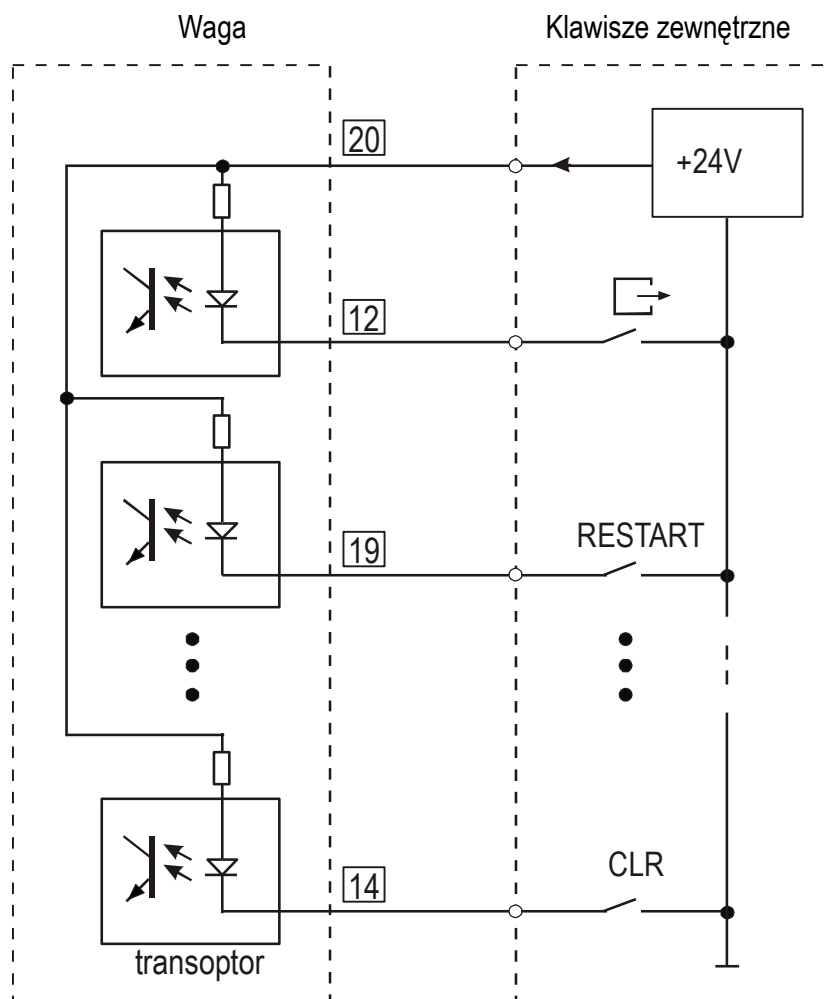 Waga
Klawisze zewnętrzne
20
+24V
12
19
RESTART
14
CLR
transoptor